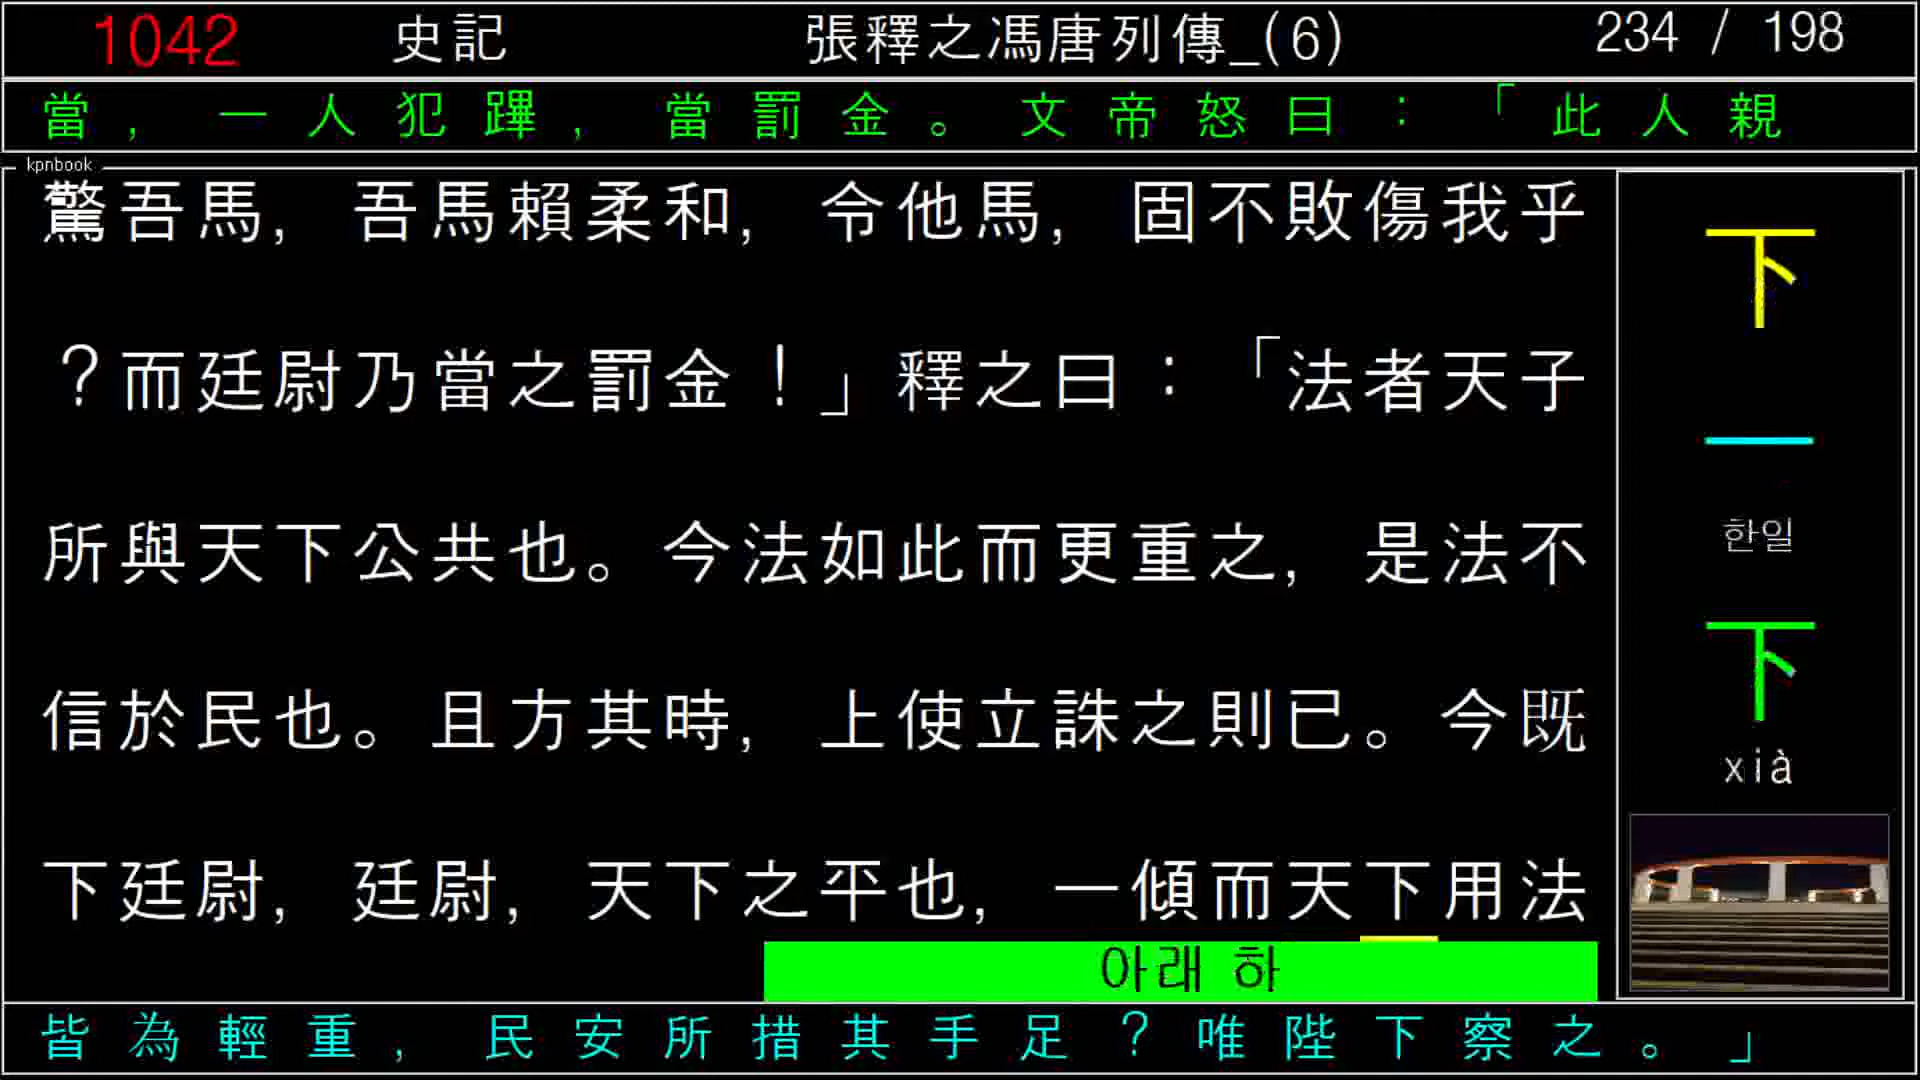 1042 史記 張釋之馮唐列傳_(6) 234 / 198
當, 一人犯蹕, 當罰金。文帝怒曰：「此人親
kpnbook
驚吾馬, 吾馬賴柔和, 令他馬, 固不敗傷我乎
？而廷尉乃當之罰金！」釋之曰：「法者天子
所與天下公共也。今法如此而更重之, 是法不
信於民也。且方其時, 上使立誅之則已。今既
下廷尉, 廷尉, 天下之平也, 一傾而天下用法
아래 하
皆為輕重, 民安所措其手足？唯陛下察之。」
下
一
한일
下
xià